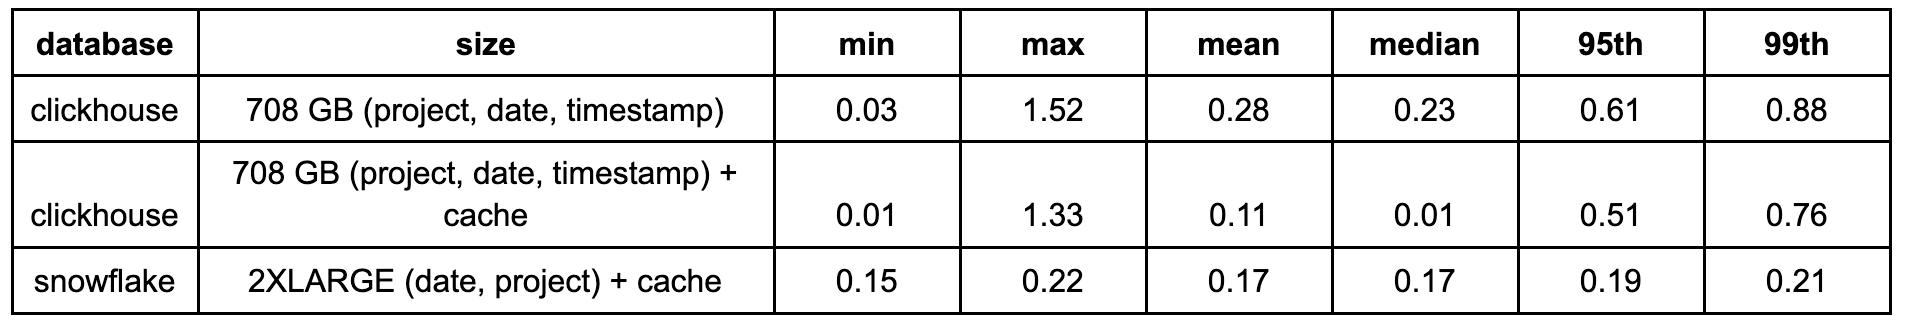 database size min max mean median 95th 99th
clickhouse 708 GB (project, date, timestamp) 0.03 1.52 0.28 0.23 0.61 0.88
708 GB (project, date, timestamp) +
clickhouse cache 0.01 1.33 0.11 0.01 0.51 0.76
snowflake 2XLARGE (date, project) + cache 0.15 0.22 0.17 0.17 0.19 0.21